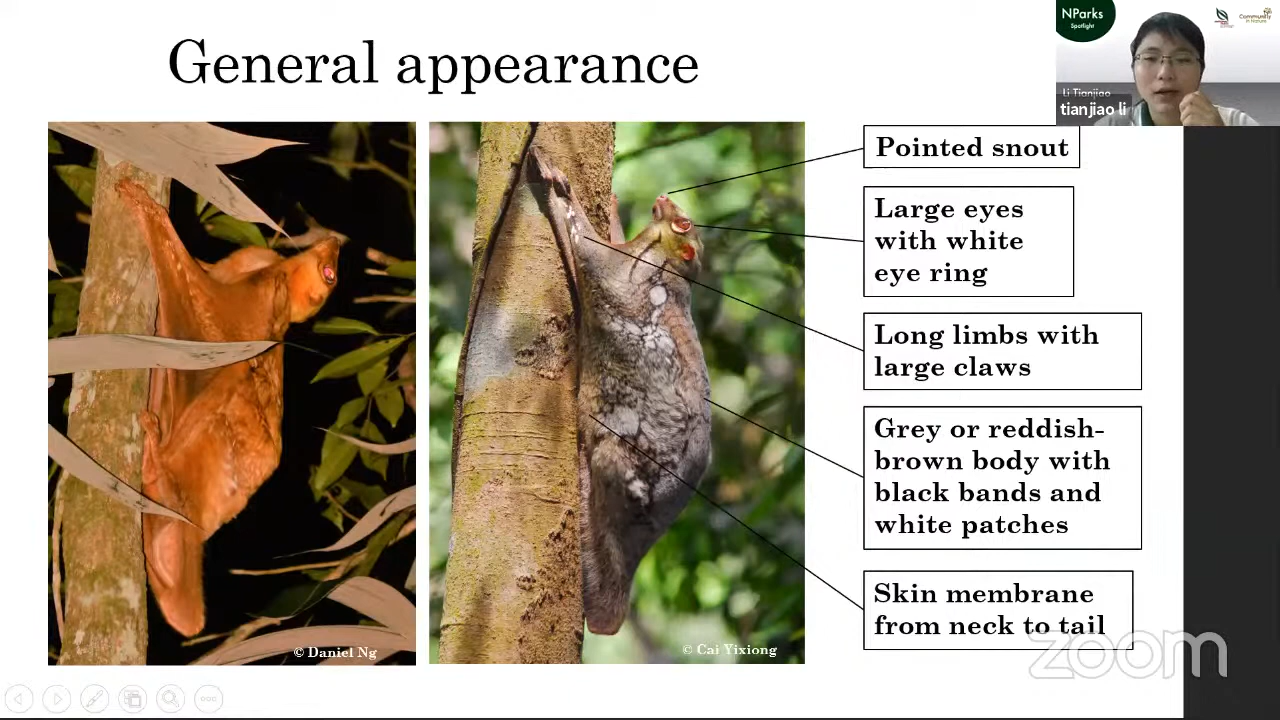 General appearance
NParks
Spotlight
Community
in Nature
Li Tianjiao
tianjiao li
Pointed snout
Large eyes
with white
eye ring
Long limbs with
large claws
Grey or reddish-
brown body with
black bands and
white patches
Skin membrane
from neck to tail
© Daniel Ng
© Cai Yixiong
zoom